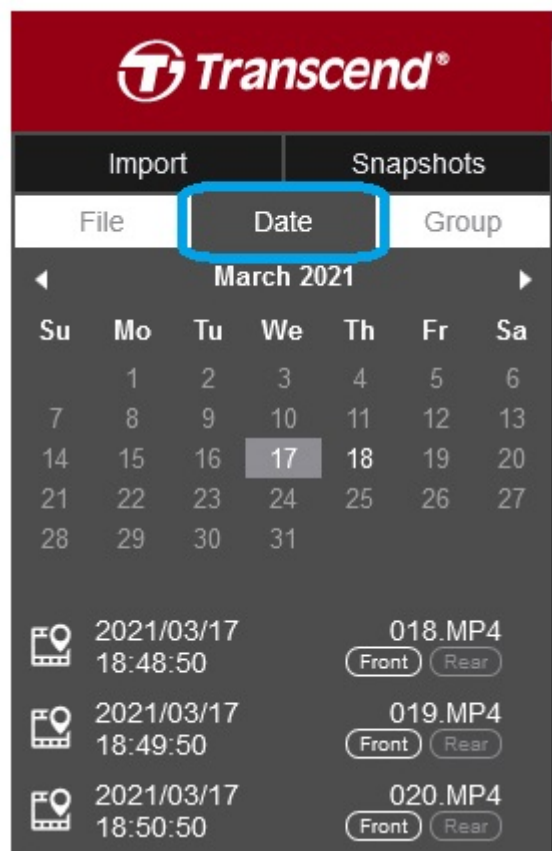 Transcend®
Import Snapshots
File Date Group
March 2021
Su Mo Tu We Th Fr Sa
1 2 3 4 5 6
7 8 9 10 11 12 13
14 15 16 17 18 19 20
21 22 23 24 25 26 27
28 29 30 31
2021/03/17 018.MP4
18:48:50 Front Rear
2021/03/17 019.MP4
18:49:50 Front Rear
2021/03/17 020.MP4
18:50:50 Front Rear